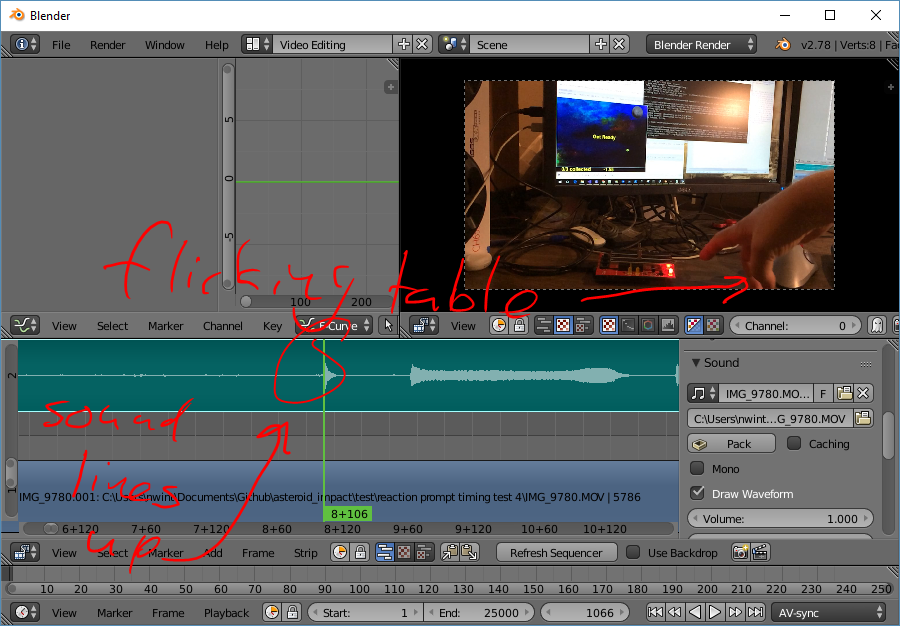 Blender
File Render Window Help Video Editing Scene Blender Render v2.78 | Verts:8 | Fa
5
0
-5
100 200
Get Ready
2/3 collected
DELL
flicking table
View Select Marker Channel Key F-Curve View Channel: 0
2
Sound
IMG_9780.MO... F
C:\Users\nwint...G_9780.MOV
Pack Caching
Mono
Draw Waveform
Volume: 1.000
sound
lines
up
1
IMG_9780.001: C:\Users\nwint\Documents\Github\asteroid_impact\test\reaction prompt timing test 4\IMG_9780.MOV | 5786
8+106
6+120 7+60 7+120 8+60 8+120 9+60 9+120 10+60 10+120
View Select Marker Add Frame Strip Refresh Sequencer Use Backdrop
10 20 30 40 50 60 70 80 90 100 110 120 130 140 150 160 170 180 190 200 210 220 230 240 250
View Marker Frame Playback Start: 1 End: 25000 1066 AV-sync